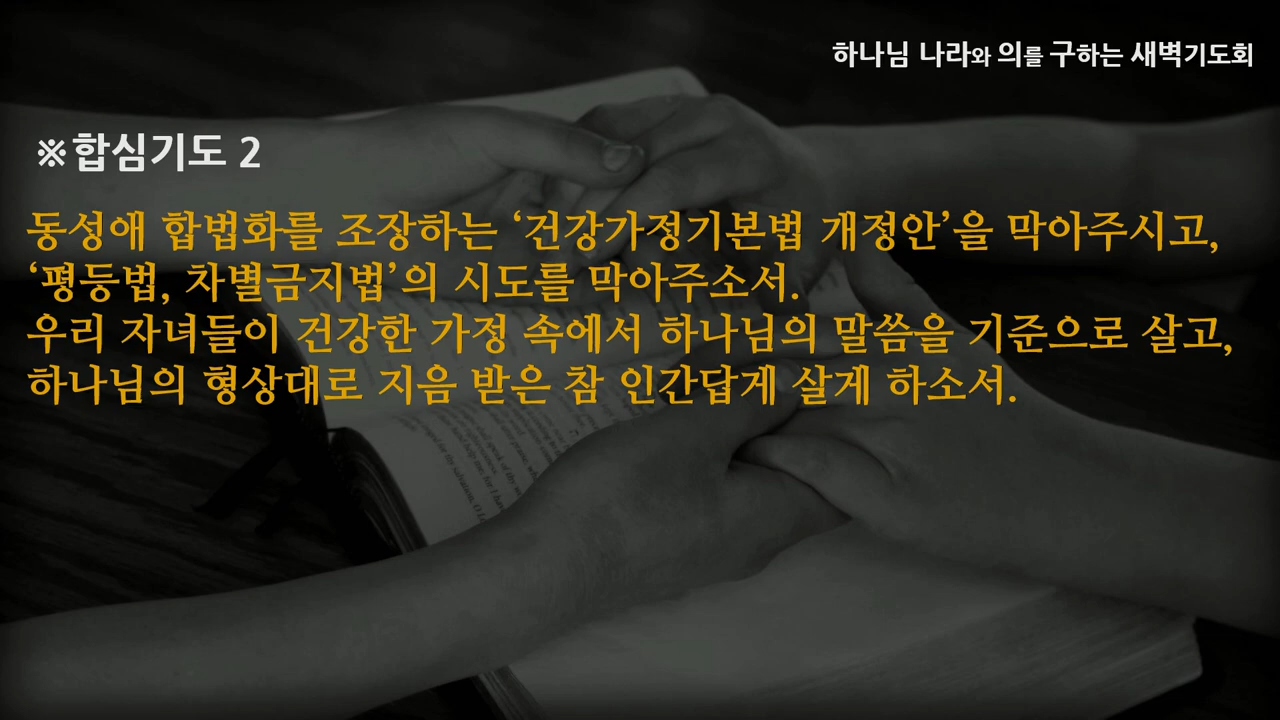 하나님 나라와 의를 구하는 새벽기도회
※합심기도 2
동성애 합법화를 조장하는 ‘건강가정기본법 개정안’을 막아주시고,
‘평등법, 차별금지법’의 시도를 막아주소서.
우리 자녀들이 건강한 가정 속에서 하나님의 말씀을 기준으로 살고,
하나님의 형상대로 지음 받은 참 인간답게 살게 하소서.